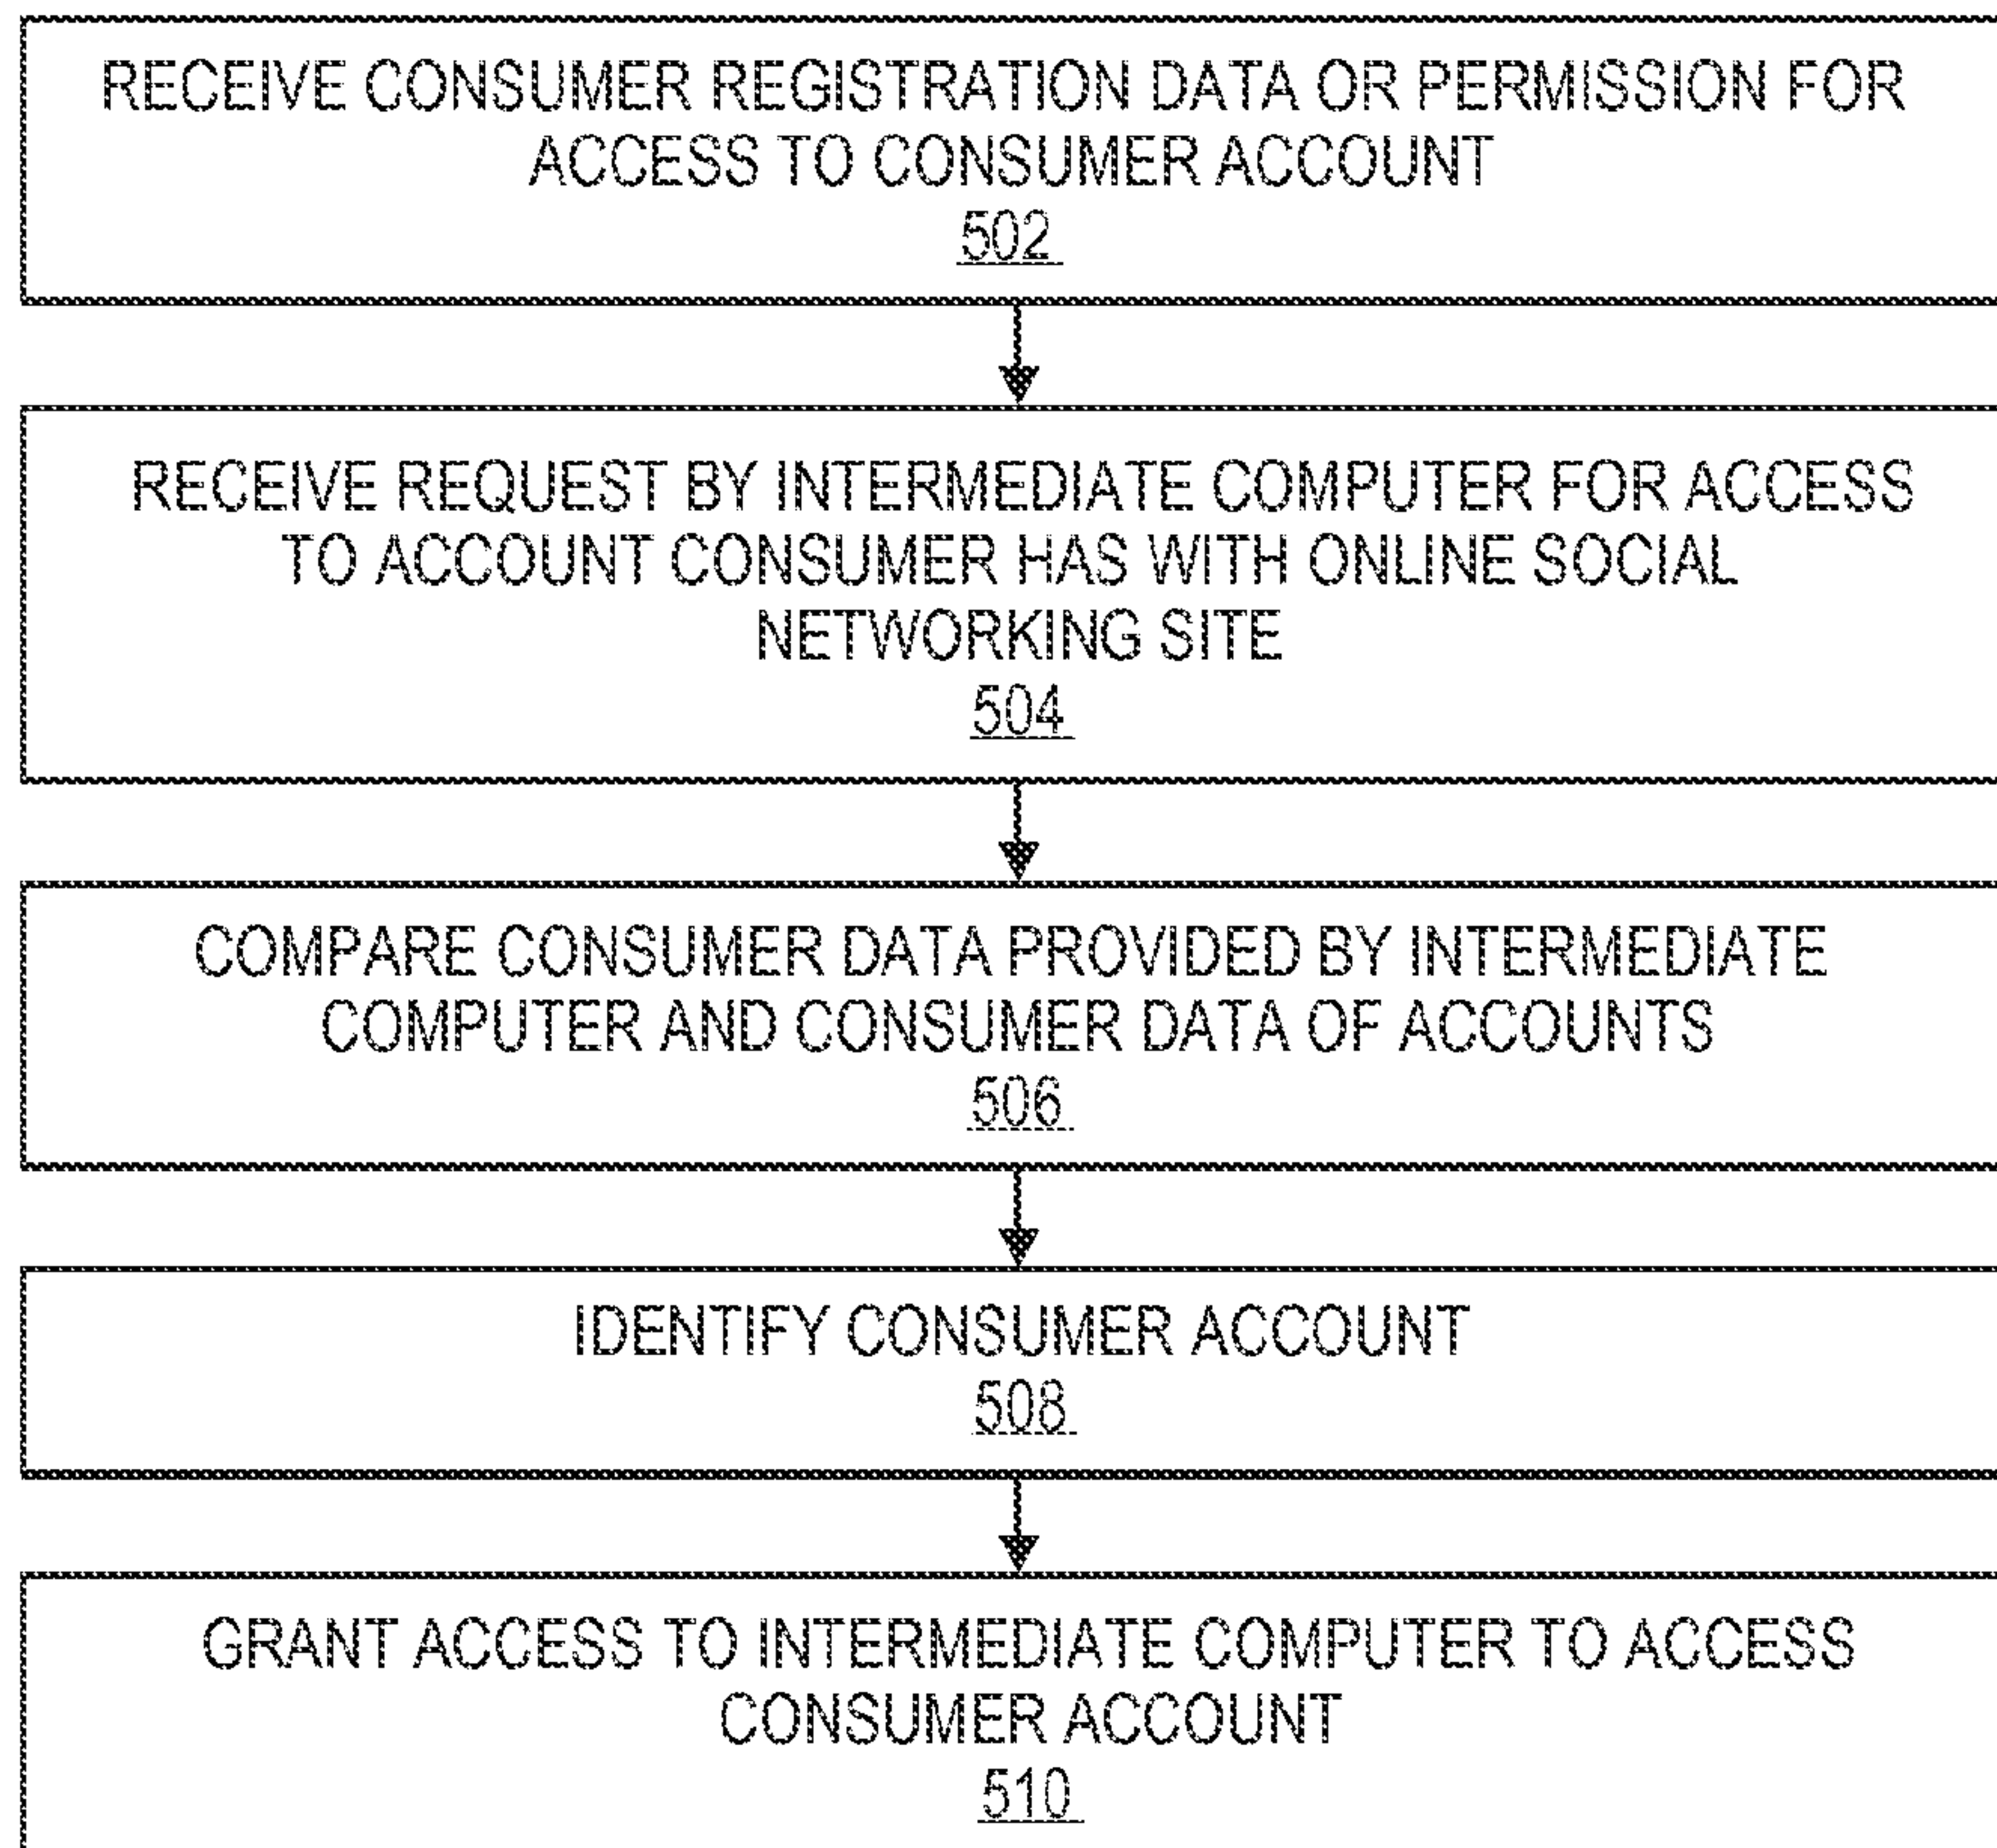 RECEIVE CONSUMER REGISTRATION DATA OR PERMISSION FOR
ACCESS TO CONSUMER ACCOUNT
502
RECEIVE REQUEST BY INTERMEDIATE COMPUTER FOR ACCESS
TO ACCOUNT CONSUMER HAS WITH ONLINE SOCIAL
NETWORKING SITE
504
COMPARE CONSUMER DATA PROVIDED BY INTERMEDIATE
COMPUTER AND CONSUMER DATA OF ACCOUNTS
506
IDENTIFY CONSUMER ACCOUNT
508
GRANT ACCESS TO INTERMEDIATE COMPUTER TO ACCESS
CONSUMER ACCOUNT
510